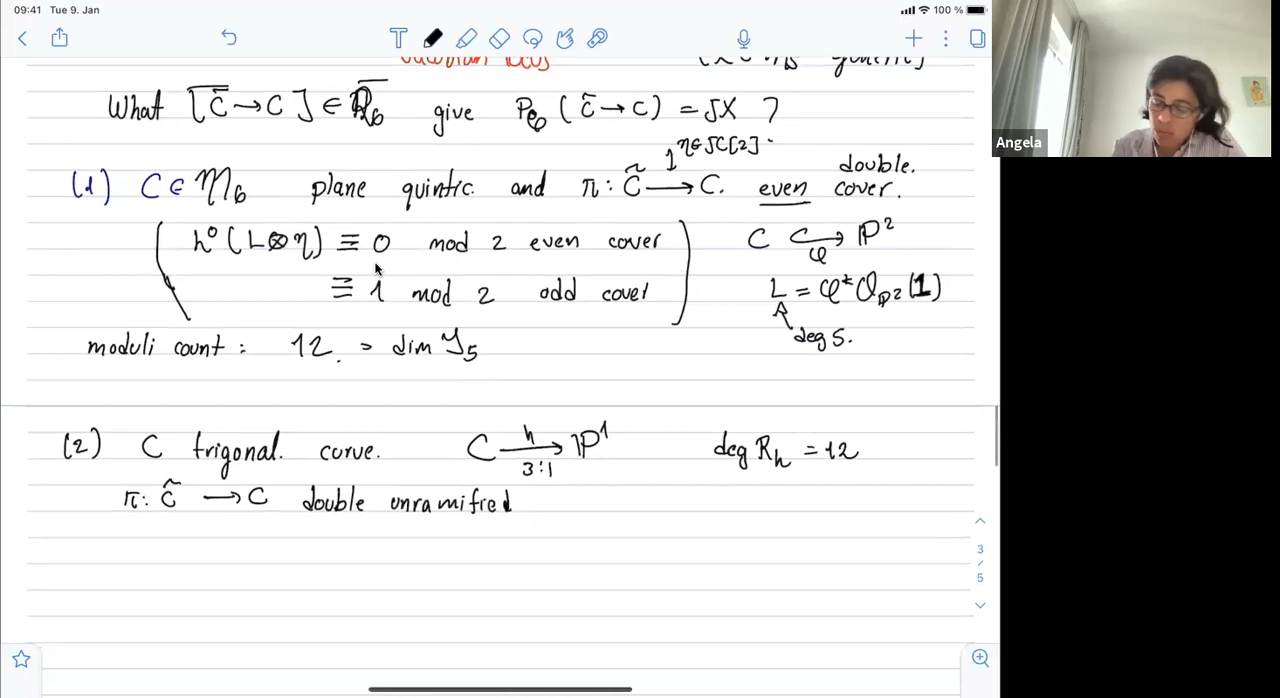 09:41 Tue 9. Jan
100 %
What [C̃ → C] ∈ R̅₆ give P₆ (C̃ → C) = JX ?
η ∈ JC[2]
(1) C ∈ M₆ plane quintic and π: C̃ → C. even double cover.
h⁰(L⊗η) ≡ 0 mod 2 even cover
≡ 1 mod 2 odd cover
C ↪ P²
φ
L = φ* O_P²(1)
deg 5.
moduli count : 12 = dim J₅
(2) C trigonal curve. C →ʰ P¹ deg R_h = 12
3:1
π: C̃ → C double unramified
3
/
5
Angela